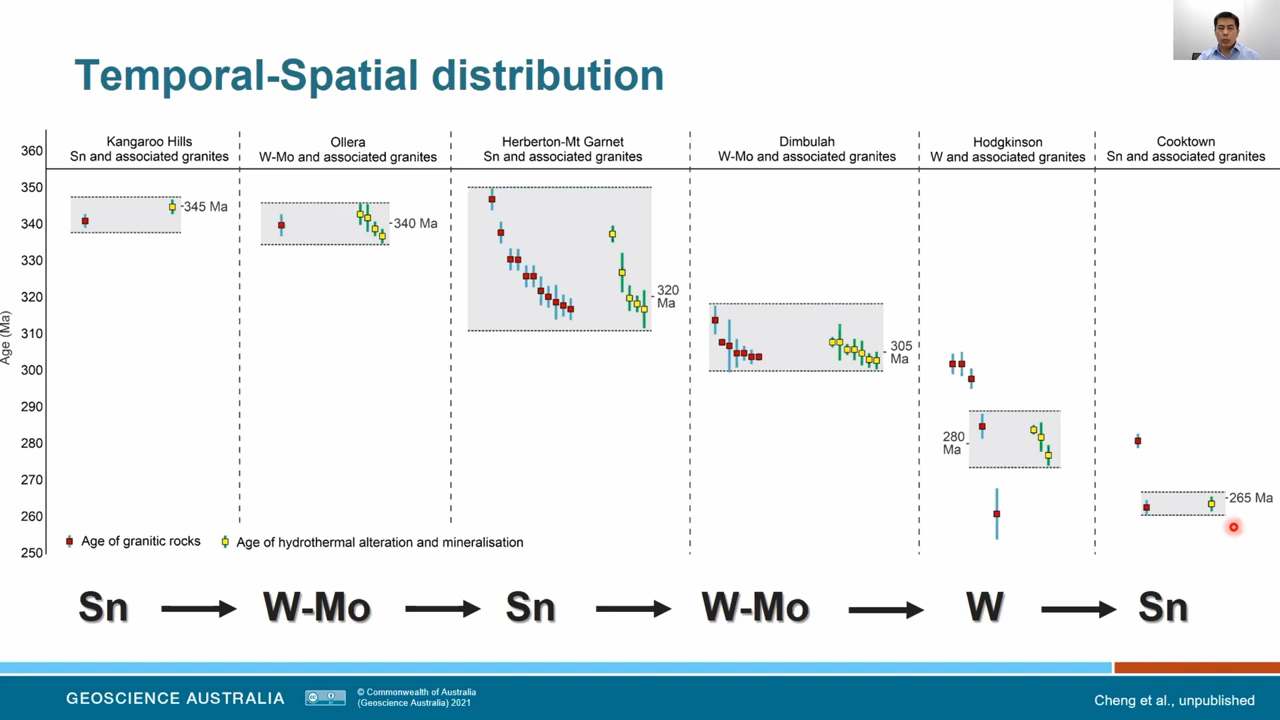 Temporal-Spatial distribution
Kangaroo Hills
Sn and associated granites
Ollera
W-Mo and associated granites
Herberton-Mt Garnet
Sn and associated granites
Dimbulah
W-Mo and associated granites
Hodgkinson
W and associated granites
Cooktown
Sn and associated granites
Age (Ma)
360
350
340
330
320
310
300
290
280
270
260
250
345 Ma
340 Ma
320
Ma
305
Ma
280
Ma
265 Ma
Age of granitic rocks
Age of hydrothermal alteration and mineralisation
Sn W-Mo Sn W-Mo W Sn
GEOSCIENCE AUSTRALIA
© Commonwealth of Australia
(Geoscience Australia) 2021
Cheng et al., unpublished